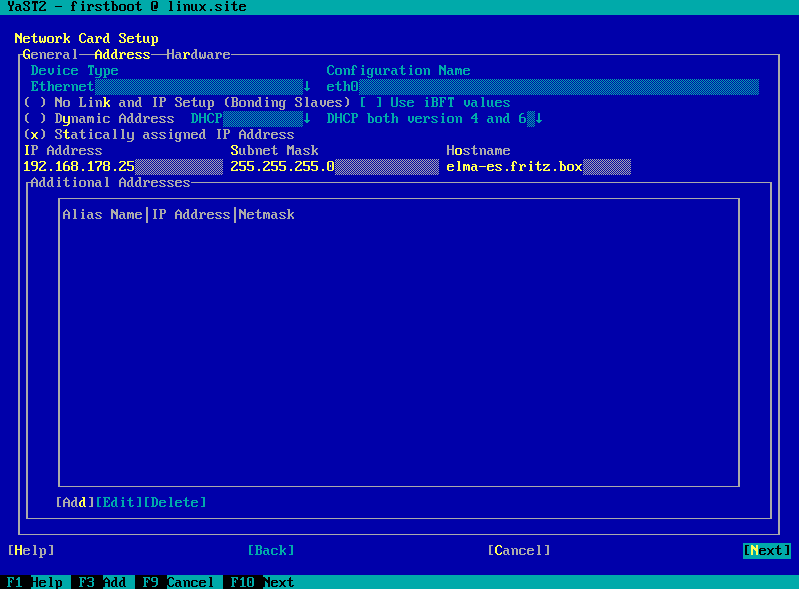 YaST2 - firstboot @ linux.site
Network Card Setup
General Address Hardware
Device Type Configuration Name
Ethernet ↓ eth0
( ) No Link and IP Setup (Bonding Slaves) [ ] Use iBFT values
( ) Dynamic Address DHCP ↓ DHCP both version 4 and 6 ↓
(x) Statically assigned IP Address
IP Address Subnet Mask Hostname
192.168.178.25 255.255.255.0 elma-es.fritz.box
Additional Addresses
Alias Name|IP Address|Netmask
[Add][Edit][Delete]
[Help] [Back] [Cancel] [Next]
F1 Help F3 Add F9 Cancel F10 Next